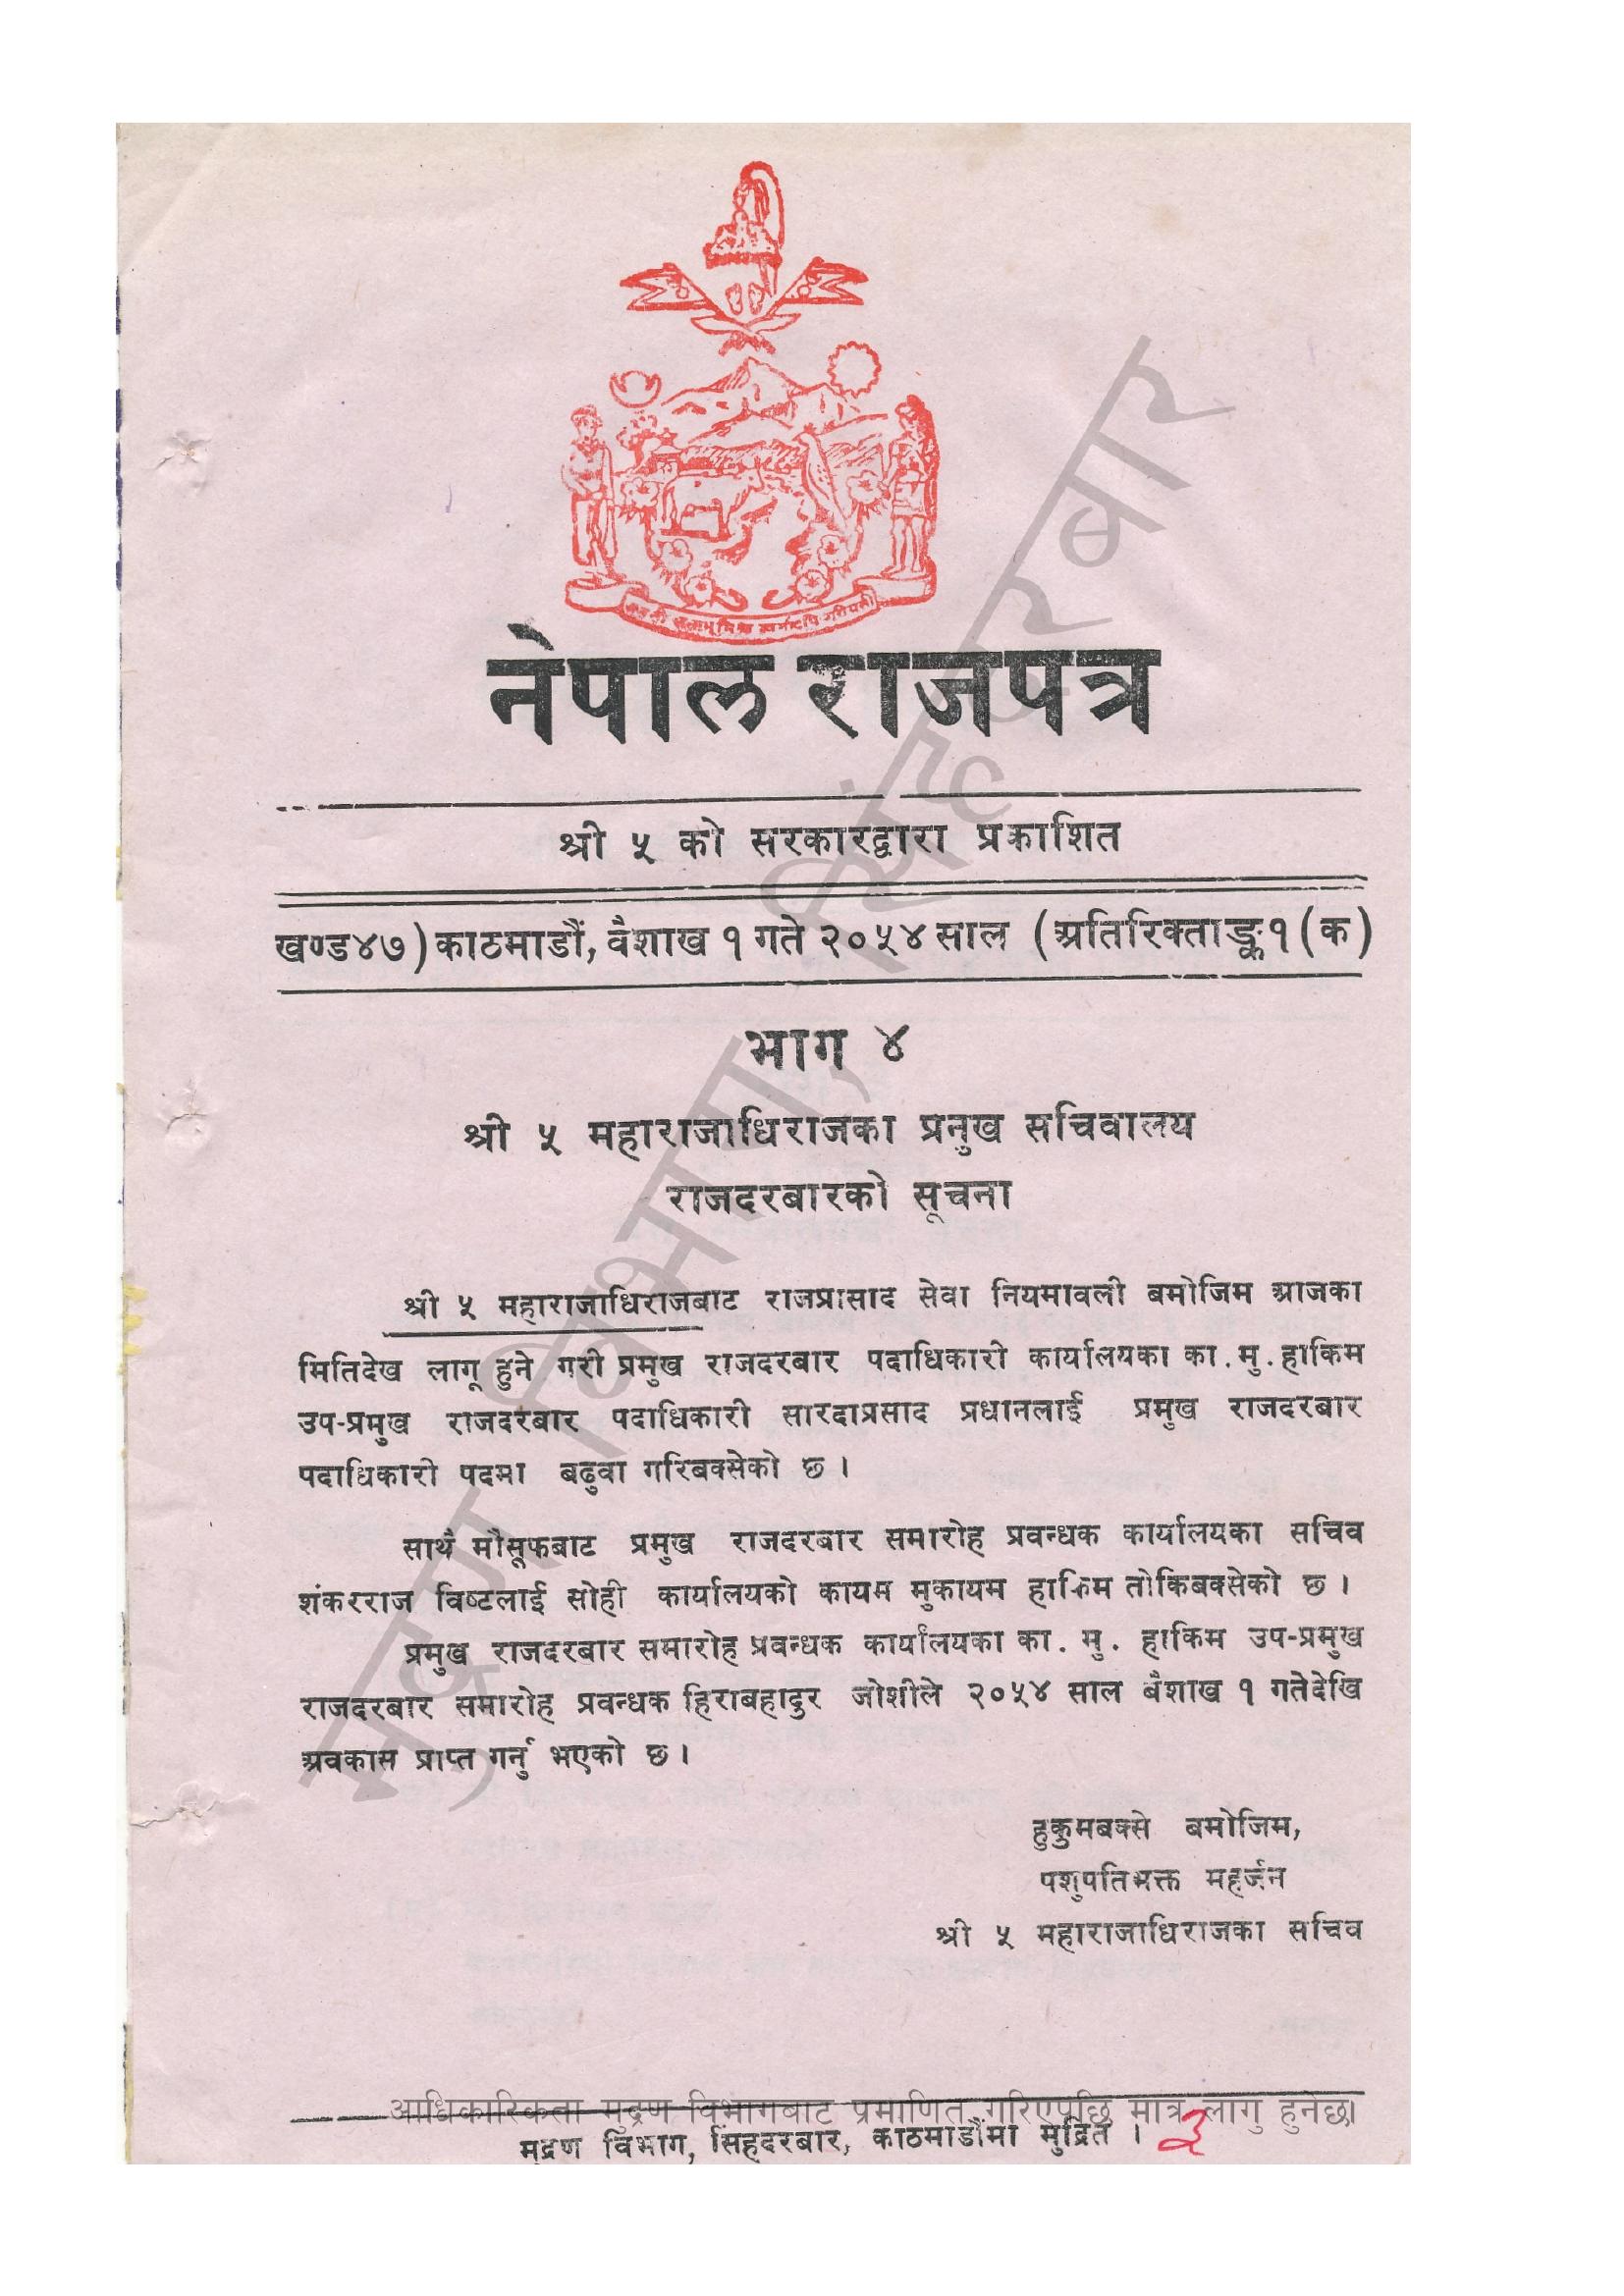 नेपाल राजपत्र
श्री ५ को सरकारद्वारा प्रकाशित
खण्ड४७) काठमाडौं, वैशाख १ गते २०५४ साल (अतिरिक्ताङ्क १ (क)
भाग ४
श्री ५ महाराजाधिराजका प्रमुख सचिवालय
राजदरबारको सूचना
श्री ५ महाराजाधिराजबाट राजप्रासाद सेवा नियमावली बमोजिम आजका
मितिदेख लागू हुने गरी प्रमुख राजदरबार पदाधिकारी कार्यालयका का. मु. हाकिम
उप-प्रमुख राजदरबार पदाधिकारी सारदाप्रसाद प्रधानलाई प्रमुख राजदरबार
पदाधिकारी पदमा बढुवा गरिबक्सेको छ ।
साथै मौसूफबाट प्रमुख राजदरबार समारोह प्रवन्धक कार्यालयका सचिव
शंकरराज विष्टलाई सोही कार्यालयको कायम मुकायम हाकिम तोकिबक्सेको छ ।
प्रमुख राजदरबार समारोह प्रवन्धक कार्यालयका का. मु. हाकिम उप-प्रमुख
राजदरबार समारोह प्रवन्धक हिराबहादुर जोशीले २०५४ साल बैशाख १ गतेदेखि
अवकास प्राप्त गर्नु भएको छ ।
हुकुमबक्से बमोजिम,
पशुपतिभक्त महर्जन
श्री ५ महाराजाधिराजका सचिव
आधिकारिकता मुद्रण विभागबाट प्रमाणित गरिएपछि मात्र लागु हुनेछ।
मुद्रण विभाग, सिंहदरबार, काठमाडौंमा मुद्रित ।
मुद्रण विभाग, सिंहदरबार